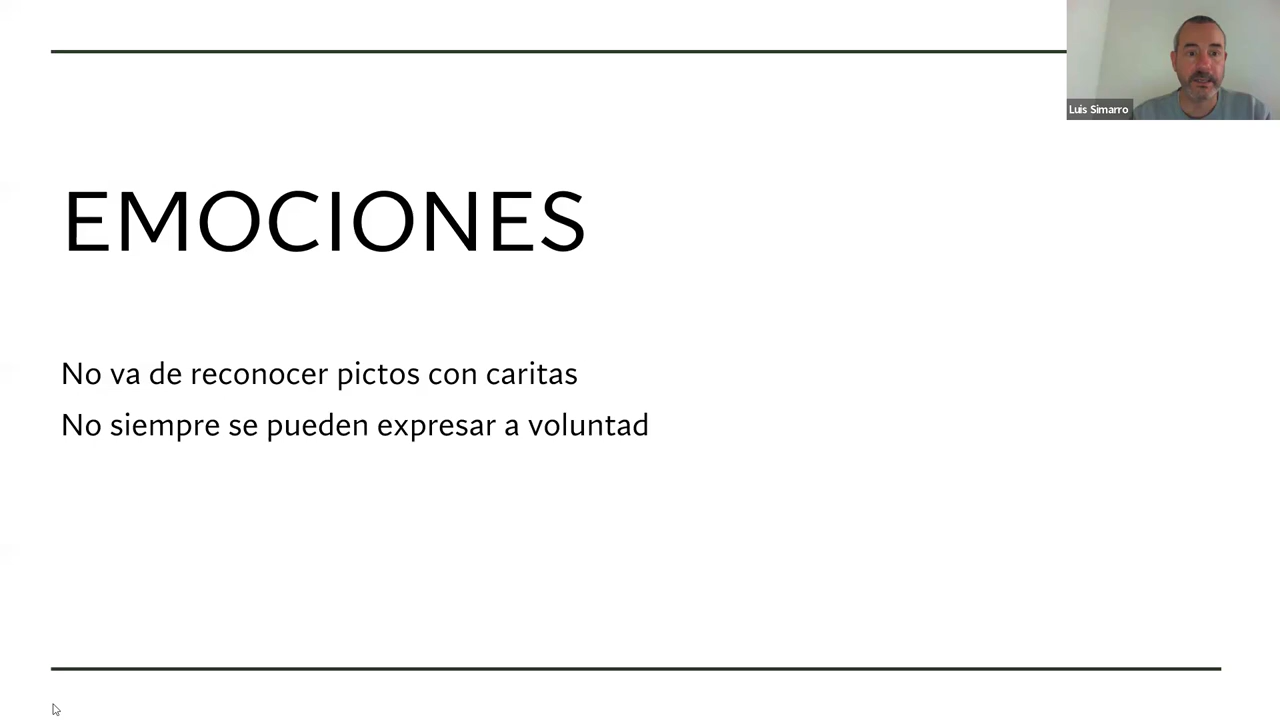 Luis Simarro
EMOCIONES
No va de reconocer pictos con caritas
No siempre se pueden expresar a voluntad